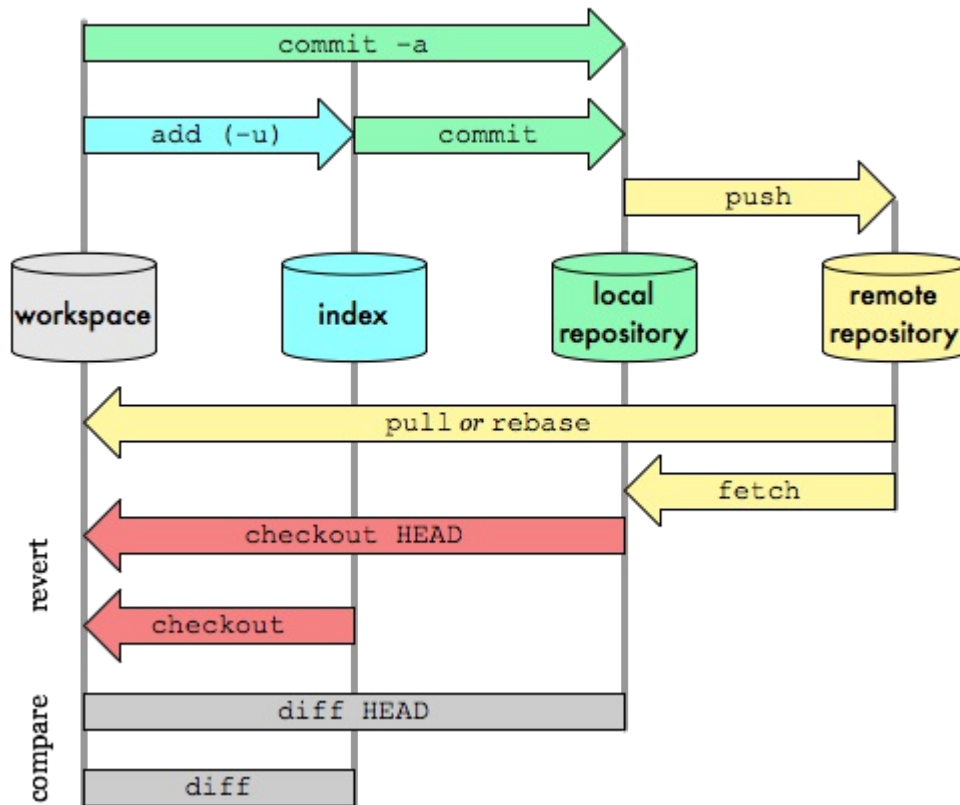 commit -a
add (-u)
commit
push
workspace
index
local
repository
remote
repository
pull or rebase
fetch
revert
checkout HEAD
checkout
compare
diff HEAD
diff